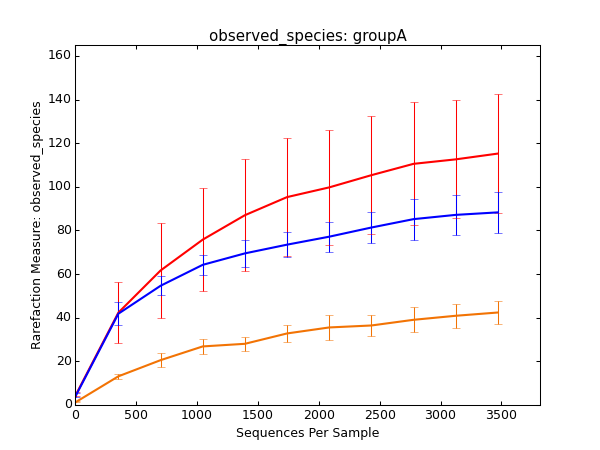 observed_species: groupA
Rarefaction Measure: observed_species
160
140
120
100
80
60
40
20
0
0 500 1000 1500 2000 2500 3000 3500
Sequences Per Sample